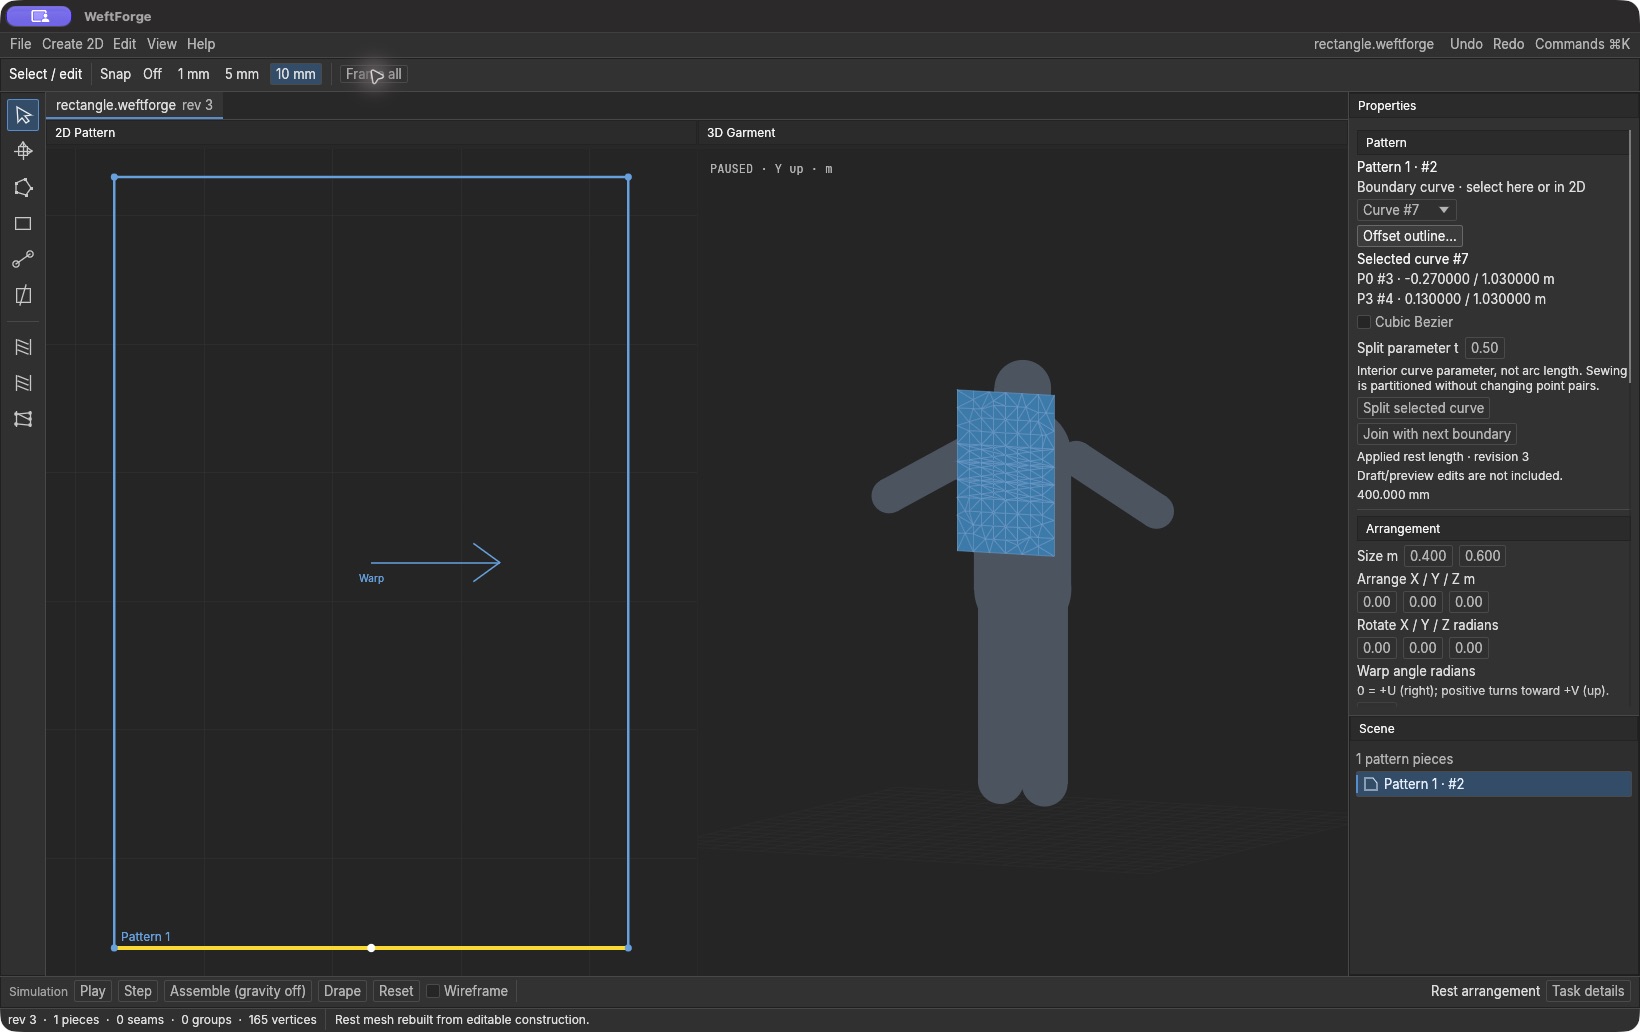 WeftForge
File Create 2D Edit View Help
rectangle.weftforge Undo Redo Commands ⌘K
Select / edit Snap Off 1 mm 5 mm 10 mm Frame all
rectangle.weftforge rev 3
2D Pattern
Warp
Pattern 1
3D Garment
PAUSED · Y up · m
Properties
Pattern
Pattern 1 · #2
Boundary curve · select here or in 2D
Curve #7
Offset outline...
Selected curve #7
P0 #3 · -0.270000 / 1.030000 m
P3 #4 · 0.130000 / 1.030000 m
Cubic Bezier
Split parameter t 0.50
Interior curve parameter, not arc length. Sewing
is partitioned without changing point pairs.
Split selected curve
Join with next boundary
Applied rest length · revision 3
Draft/preview edits are not included.
400.000 mm
Arrangement
Size m 0.400 0.600
Arrange X / Y / Z m
0.00 0.00 0.00
Rotate X / Y / Z radians
0.00 0.00 0.00
Warp angle radians
0 = +U (right); positive turns toward +V (up).
Scene
1 pattern pieces
Pattern 1 · #2
Simulation Play Step Assemble (gravity off) Drape Reset Wireframe
Rest arrangement Task details
rev 3 · 1 pieces · 0 seams · 0 groups · 165 vertices Rest mesh rebuilt from editable construction.